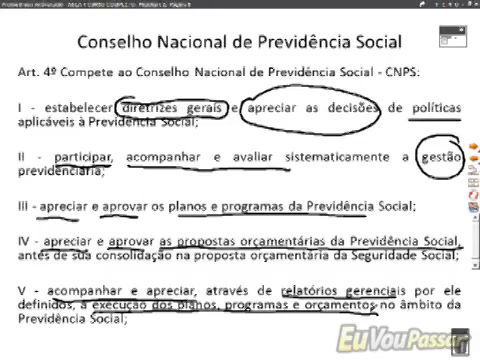 Conselho Nacional de Previdência Social
Art. 4º Compete ao Conselho Nacional de Previdência Social - CNPS:
I - estabelecer diretrizes gerais e apreciar as decisões de políticas
aplicáveis à Previdência Social;
II - participar, acompanhar e avaliar sistematicamente a gestão
previdenciária;
III - apreciar e aprovar os planos e programas da Previdência Social;
IV - apreciar e aprovar as propostas orçamentárias da Previdência Social,
antes de sua consolidação na proposta orçamentária da Seguridade Social;
V - acompanhar e apreciar, através de relatórios gerenciais por ele
definidos, a execução dos planos, programas e orçamentos no âmbito da
Previdência Social;
EuVouPassar